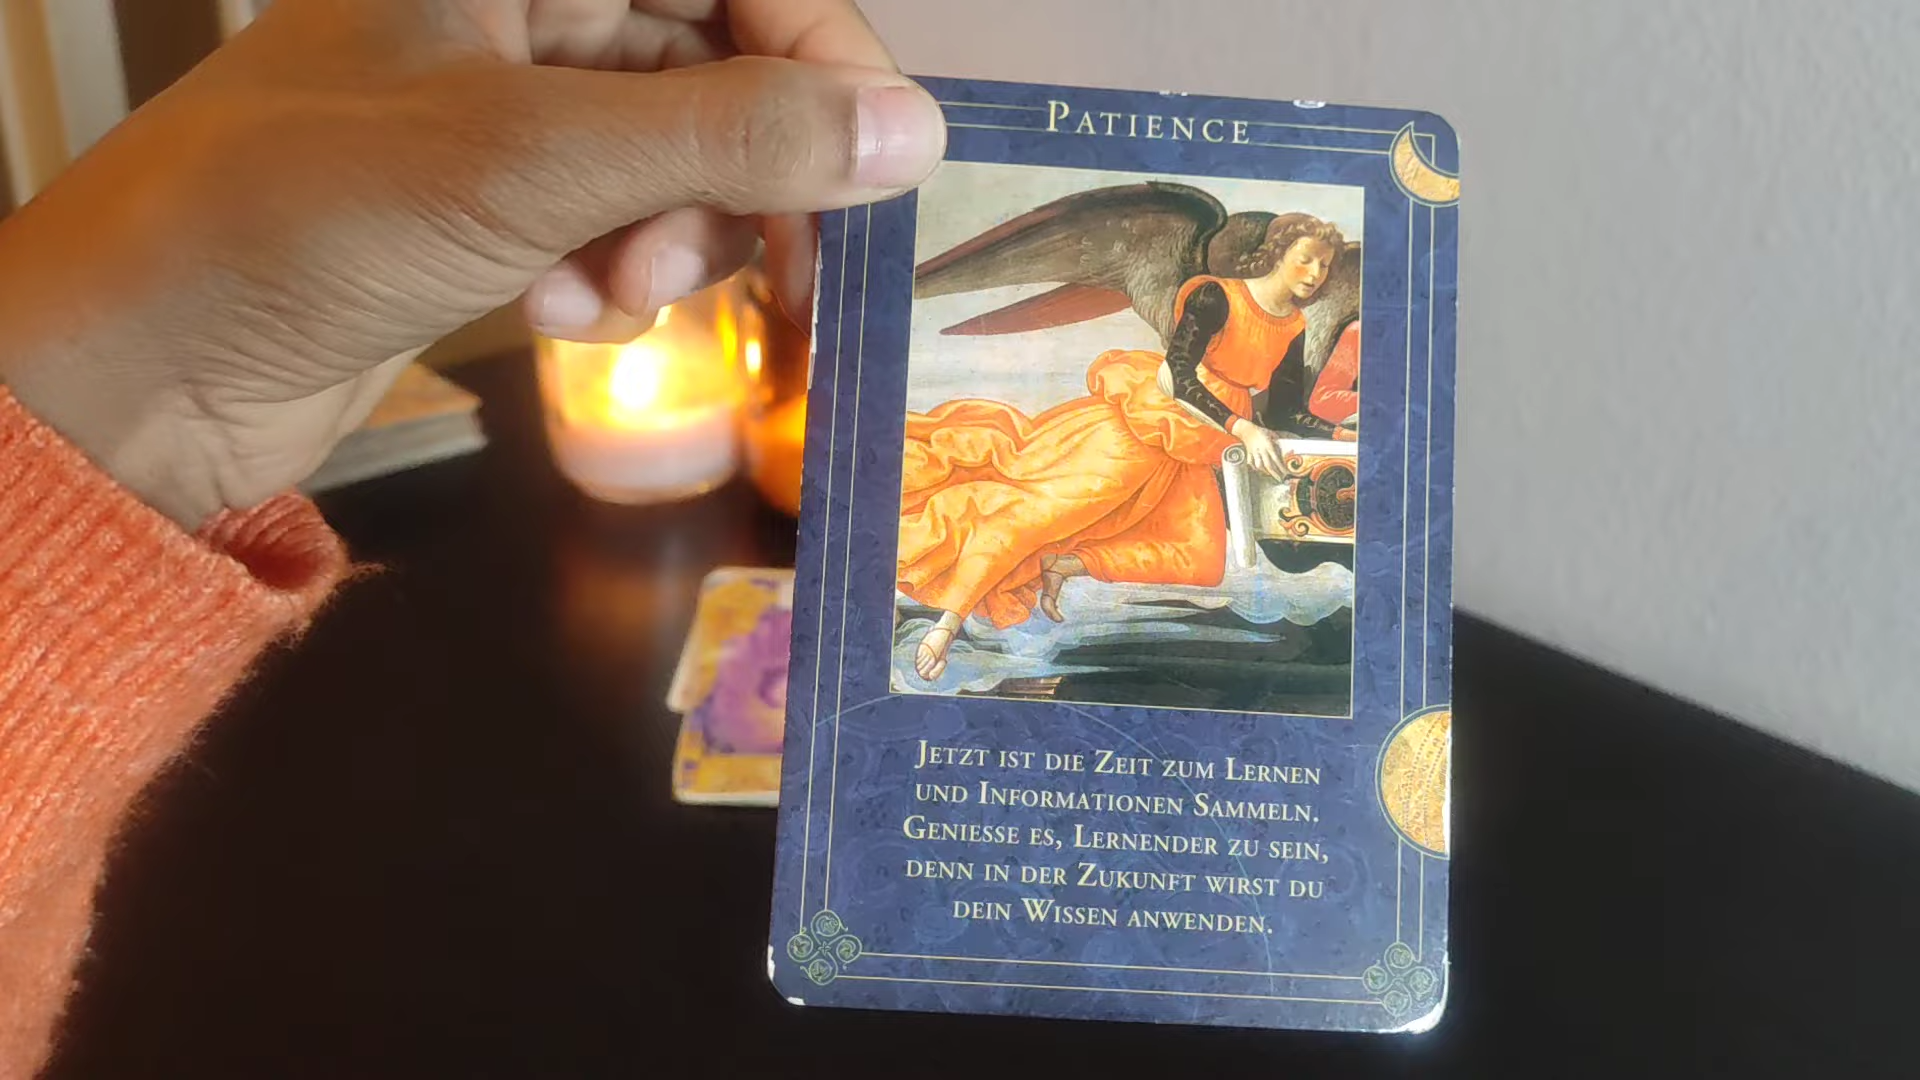 PATIENCE
JETZT IST DIE ZEIT ZUM LERNEN
UND INFORMATIONEN SAMMELN.
GENIESSE ES, LERNENDER ZU SEIN,
DENN IN DER ZUKUNFT WIRST DU
DEIN WISSEN ANWENDEN.